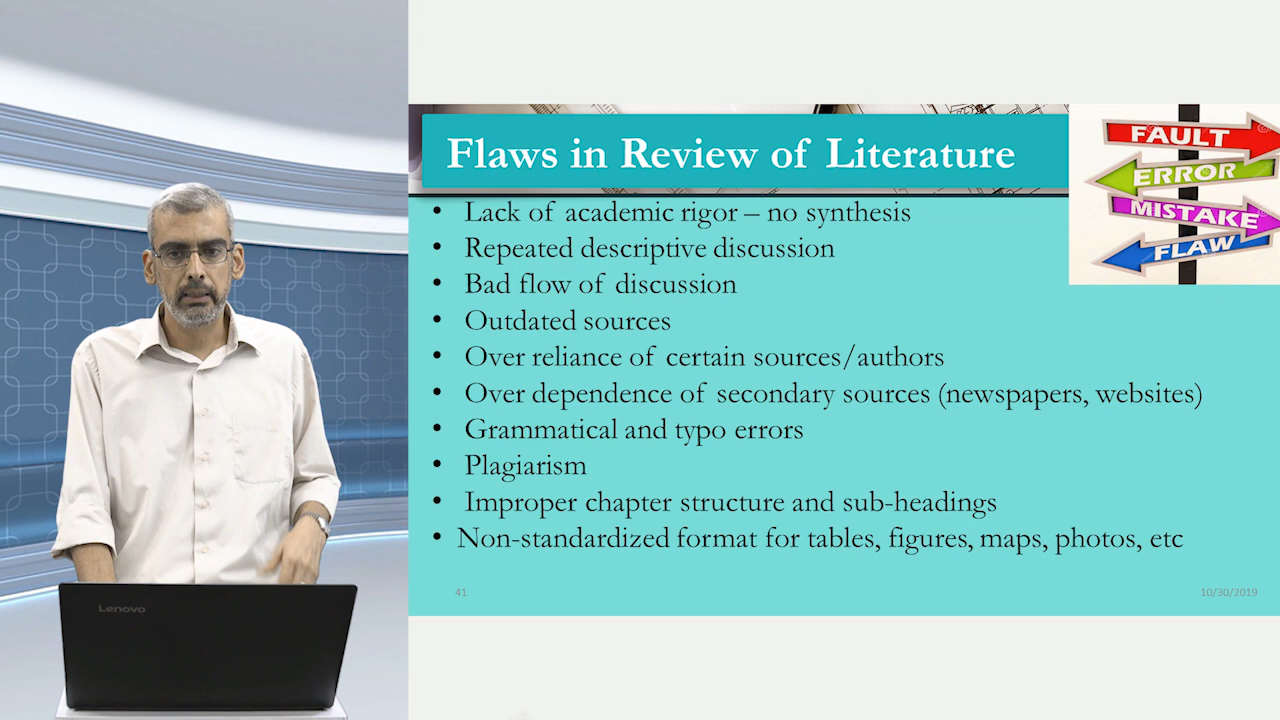 Flaws in Review of Literature
FAULT
ERROR
MISTAKE
FLAW
• Lack of academic rigor – no synthesis
• Repeated descriptive discussion
• Bad flow of discussion
• Outdated sources
• Over reliance of certain sources/authors
• Over dependence of secondary sources (newspapers, websites)
• Grammatical and typo errors
• Plagiarism
• Improper chapter structure and sub-headings
• Non-standardized format for tables, figures, maps, photos, etc
41
10/30/2019
Lenovo